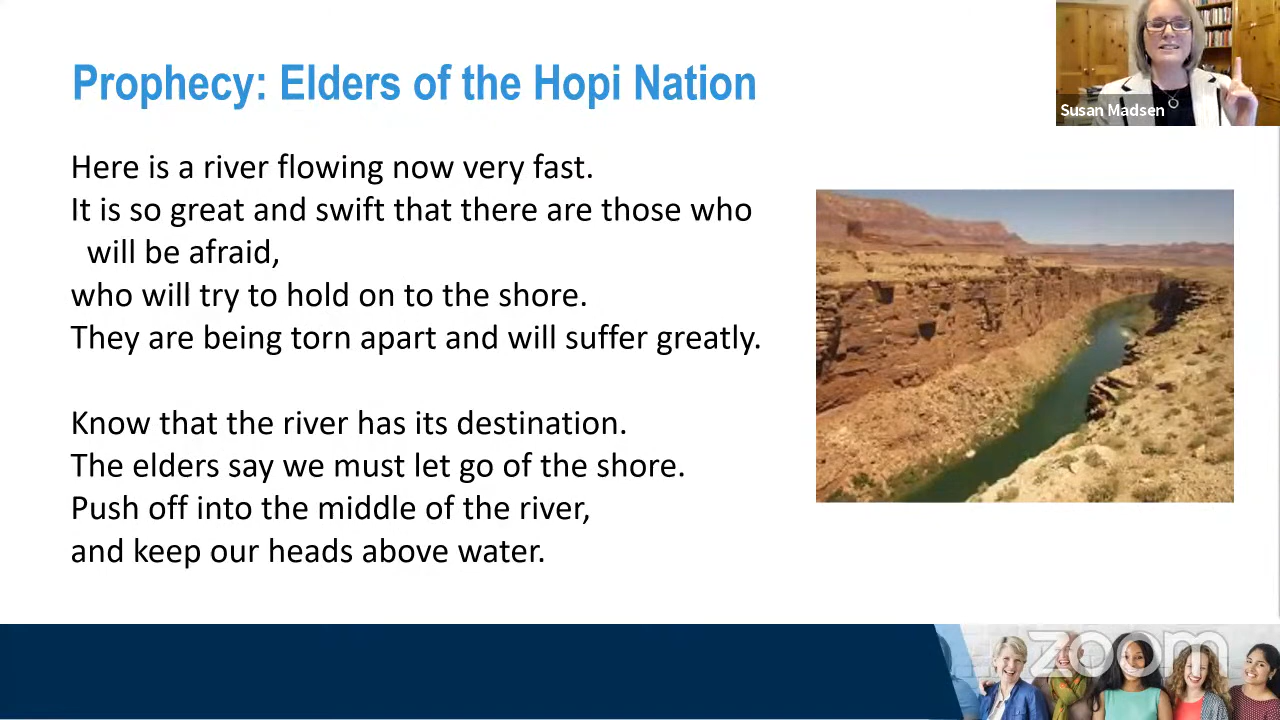 Prophecy: Elders of the Hopi Nation
Susan Madsen
Here is a river flowing now very fast.
It is so great and swift that there are those who
will be afraid,
who will try to hold on to the shore.
They are being torn apart and will suffer greatly.
Know that the river has its destination.
The elders say we must let go of the shore.
Push off into the middle of the river,
and keep our heads above water.
zoom